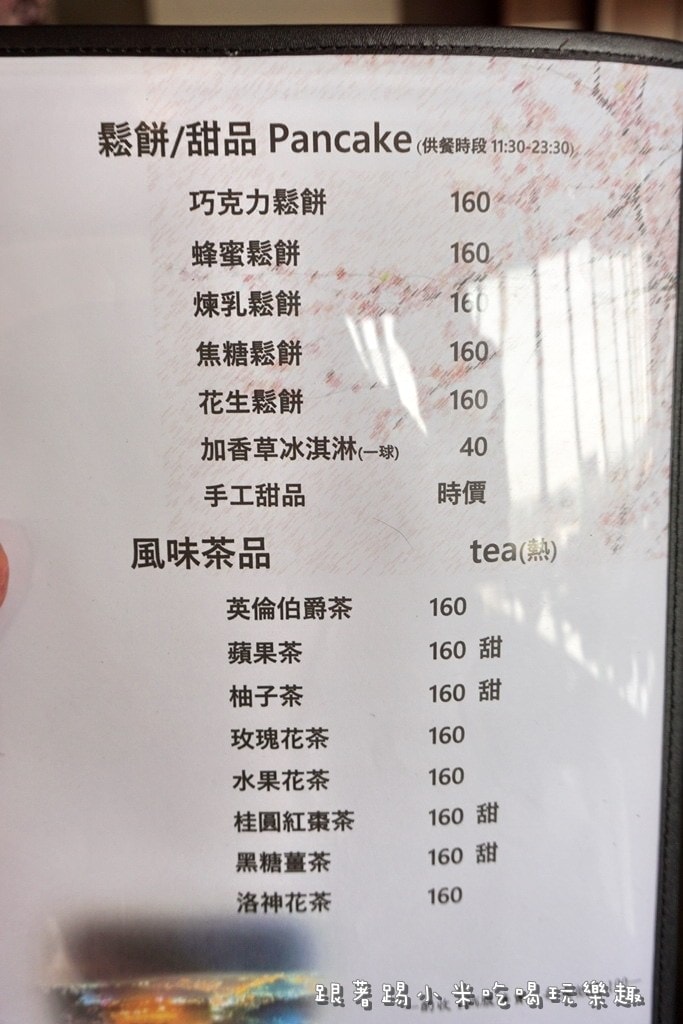 鬆餅/甜品 Pancake (供餐時段 11:30-23:30)
巧克力鬆餅 160
蜂蜜鬆餅 160
煉乳鬆餅 160
焦糖鬆餅 160
花生鬆餅 160
加香草冰淇淋(一球) 40
手工甜品 時價
風味茶品 tea(熱)
英倫伯爵茶 160
蘋果茶 160 甜
柚子茶 160 甜
玫瑰花茶 160
水果花茶 160
桂圓紅棗茶 160 甜
黑糖薑茶 160 甜
洛神花茶 160
跟著踢小米吃喝玩樂趣